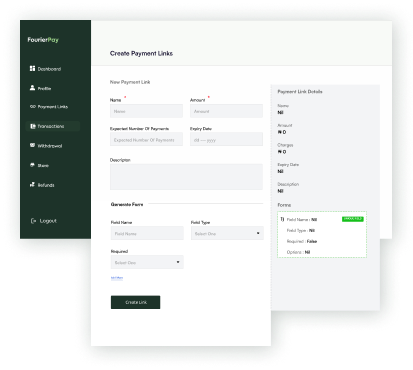 FourierPay
Dashboard
Profile
Payment Links
Transactions
Withdrawal
Store
Refunds
Logout
Create Payment Links
New Payment Link
Name * Amount *
Name Amount
Expected Number Of Payments Expiry Date
Expected Number Of Payments dd — yyyy
Description
Generate Form
Field Name Field Type
Field Name Select One
Required
Select One
Create Link
Payment Link Details
Name
Nil
Amount
₦ 0
Charges
₦ 0
Expiry Date
Nil
Description
Nil
Forms
1) Field Name : Nil
Field Type : Nil
Required : False
Options : Nil